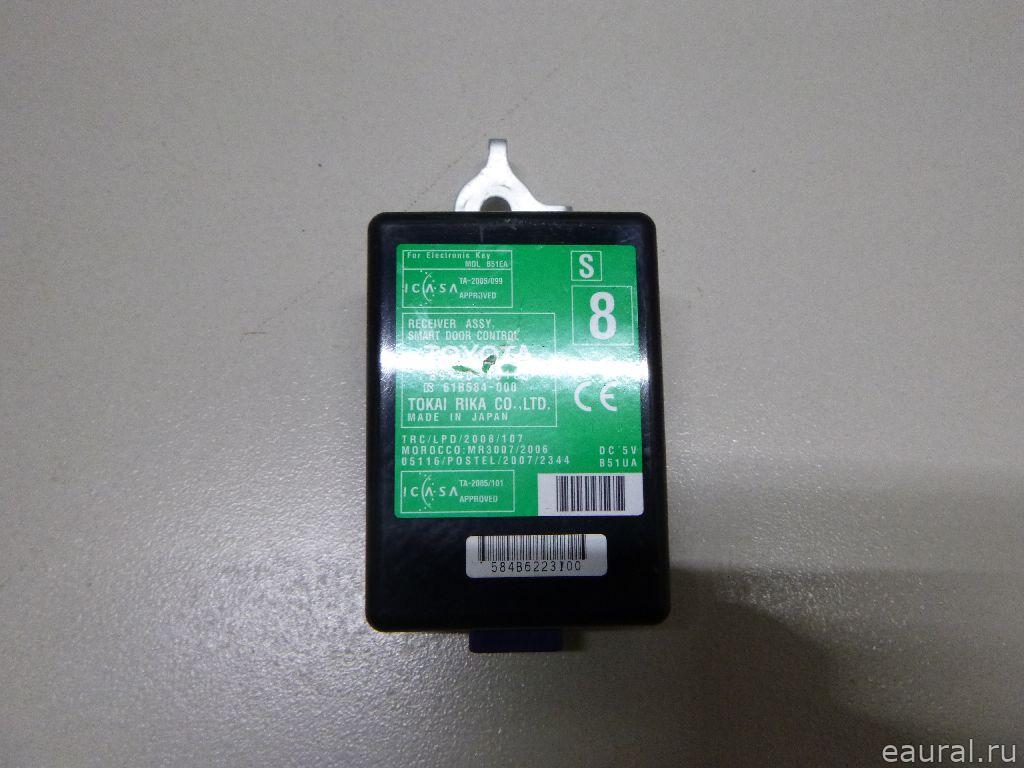 For Electronic Key
MDL B51EA
ICASA TA-2005/099
APPROVED
S
8
RECEIVER ASSY,
SMART DOOR CONTROL
TOYOTA
61B584-000
TOKAI RIKA CO.,LTD.
MADE IN JAPAN
CE
TRC/LPD/2008/107
MOROCCO:MR3007/2006
05116/POSTEL/2007/2344
DC 5V
B51UA
ICASA TA-2005/101
APPROVED
584B6223100
eaural.ru